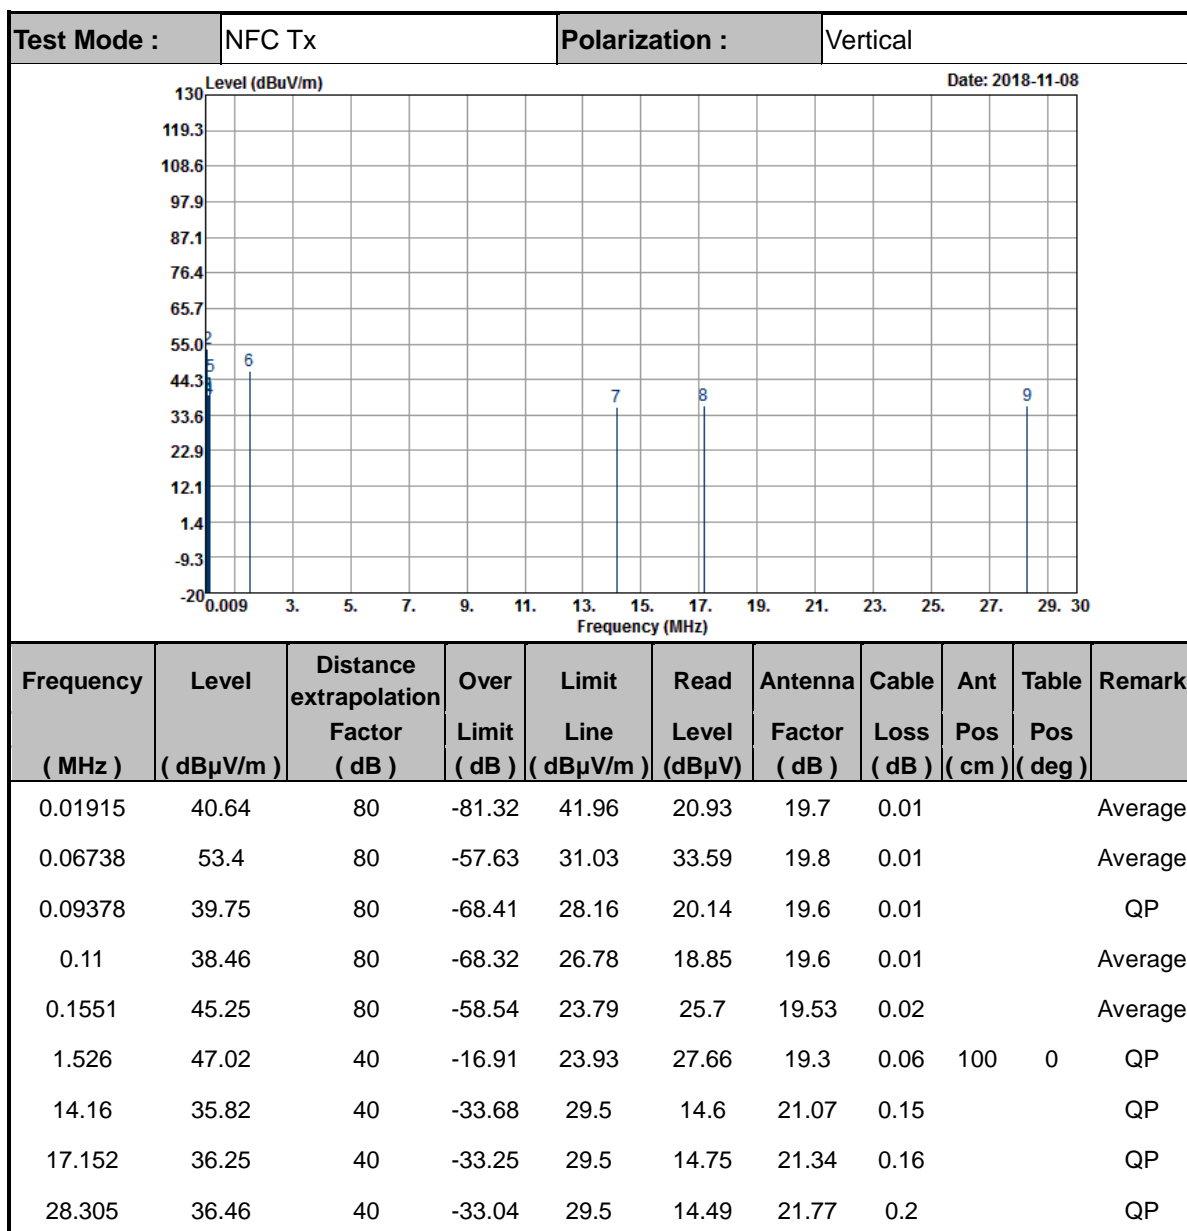 Test Mode : NFC Tx Polarization : Vertical
Level (dBuV/m) Date: 2018-11-08
130
119.3
108.6
97.9
87.1
76.4
65.7
55.0
44.3
33.6
22.9
12.1
1.4
-9.3
-20
2
5
4
6
7
8
9
0.009 3. 5. 7. 9. 11. 13. 15. 17. 19. 21. 23. 25. 27. 29. 30
Frequency (MHz)
Frequency Level Distance extrapolation Over Limit Read Antenna Cable Ant Table Remark
Factor Limit Line Level Factor Loss Pos Pos
( MHz ) ( dBµV/m ) ( dB ) ( dB ) ( dBµV/m ) (dBµV) ( dB ) ( dB ) ( cm ) ( deg )
0.01915 40.64 80 -81.32 41.96 20.93 19.7 0.01 Average
0.06738 53.4 80 -57.63 31.03 33.59 19.8 0.01 Average
0.09378 39.75 80 -68.41 28.16 20.14 19.6 0.01 QP
0.11 38.46 80 -68.32 26.78 18.85 19.6 0.01 Average
0.1551 45.25 80 -58.54 23.79 25.7 19.53 0.02 Average
1.526 47.02 40 -16.91 23.93 27.66 19.3 0.06 100 0 QP
14.16 35.82 40 -33.68 29.5 14.6 21.07 0.15 QP
17.152 36.25 40 -33.25 29.5 14.75 21.34 0.16 QP
28.305 36.46 40 -33.04 29.5 14.49 21.77 0.2 QP